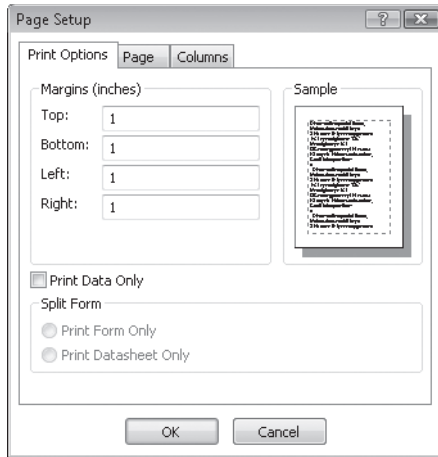 Page Setup
Print Options
Page
Columns
Margins (inches)
Top: 1
Bottom: 1
Left: 1
Right: 1
Sample
Print Data Only
Split Form
Print Form Only
Print Datasheet Only
OK
Cancel